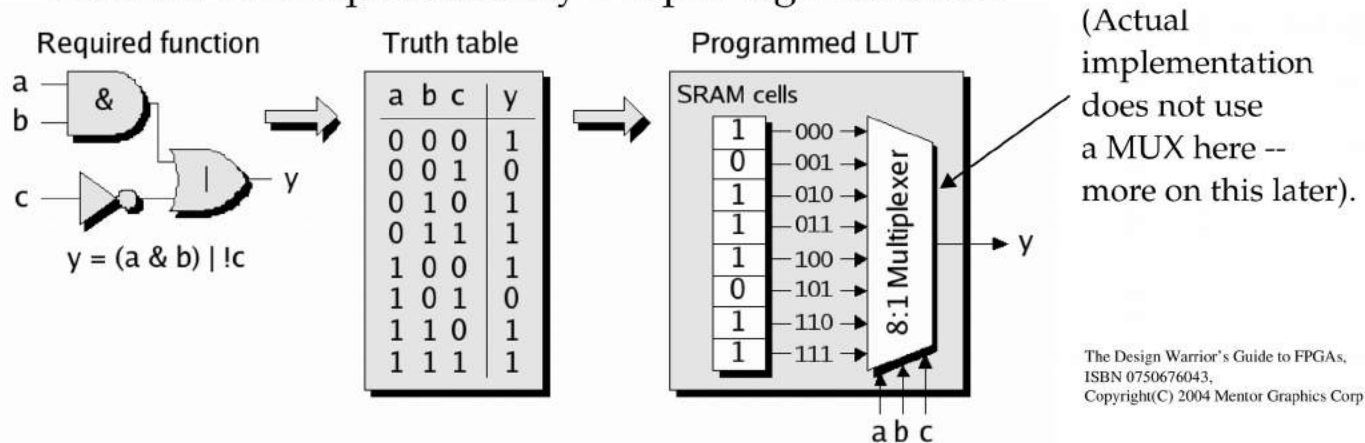 Required function
a
b
&
c
|
y
y = (a & b) | !c
Truth table
a b c | y
0 0 0 1
0 0 1 0
0 1 0 1
0 1 1 1
1 0 0 1
1 0 1 0
1 1 0 1
1 1 1 1
Programmed LUT
SRAM cells
1 000
0 001
1 010
1 011
1 100
0 101
1 110
1 111
8:1 Multiplexer
y
a b c
(Actual
implementation
does not use
a MUX here --
more on this later).
The Design Warrior's Guide to FPGAs,
ISBN 0750676043,
Copyright(C) 2004 Mentor Graphics Corp